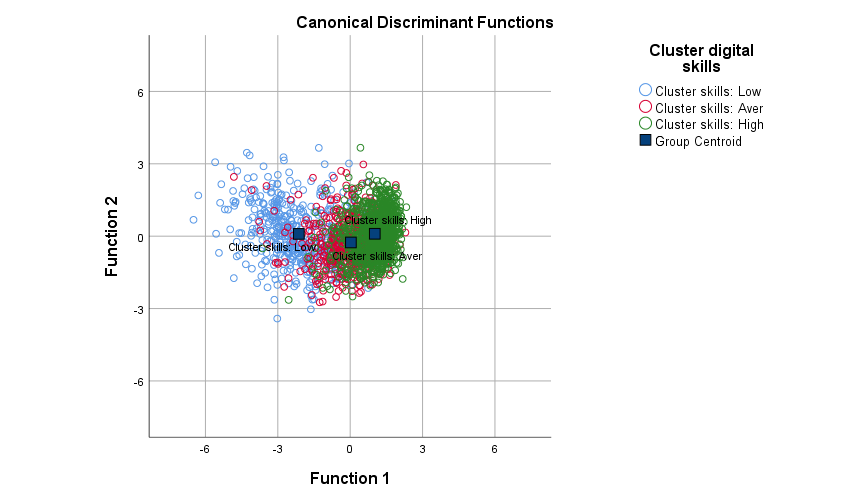 Canonical Discriminant Functions
Cluster digital
skills
Cluster skills: Low
Cluster skills: Aver
Cluster skills: High
Group Centroid
Function 2
6
3
0
-3
-6
Cluster skills: High
Cluster skills: Low
Cluster skills: Aver
-6
-3
0
3
6
Function 1